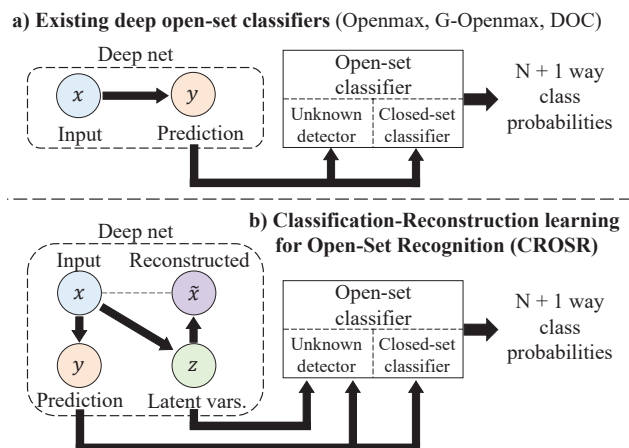 a) Existing deep open-set classifiers (Openmax, G-Openmax, DOC)
Deep net
x
y
Input
Prediction
Open-set
classifier
Unknown
detector
Closed-set
classifier
N + 1 way
class
probabilities
b) Classification-Reconstruction learning
for Open-Set Recognition (CROSR)
Deep net
Input
Reconstructed
x
x̃
y
z
Prediction
Latent vars.
Open-set
classifier
Unknown
detector
Closed-set
classifier
N + 1 way
class
probabilities